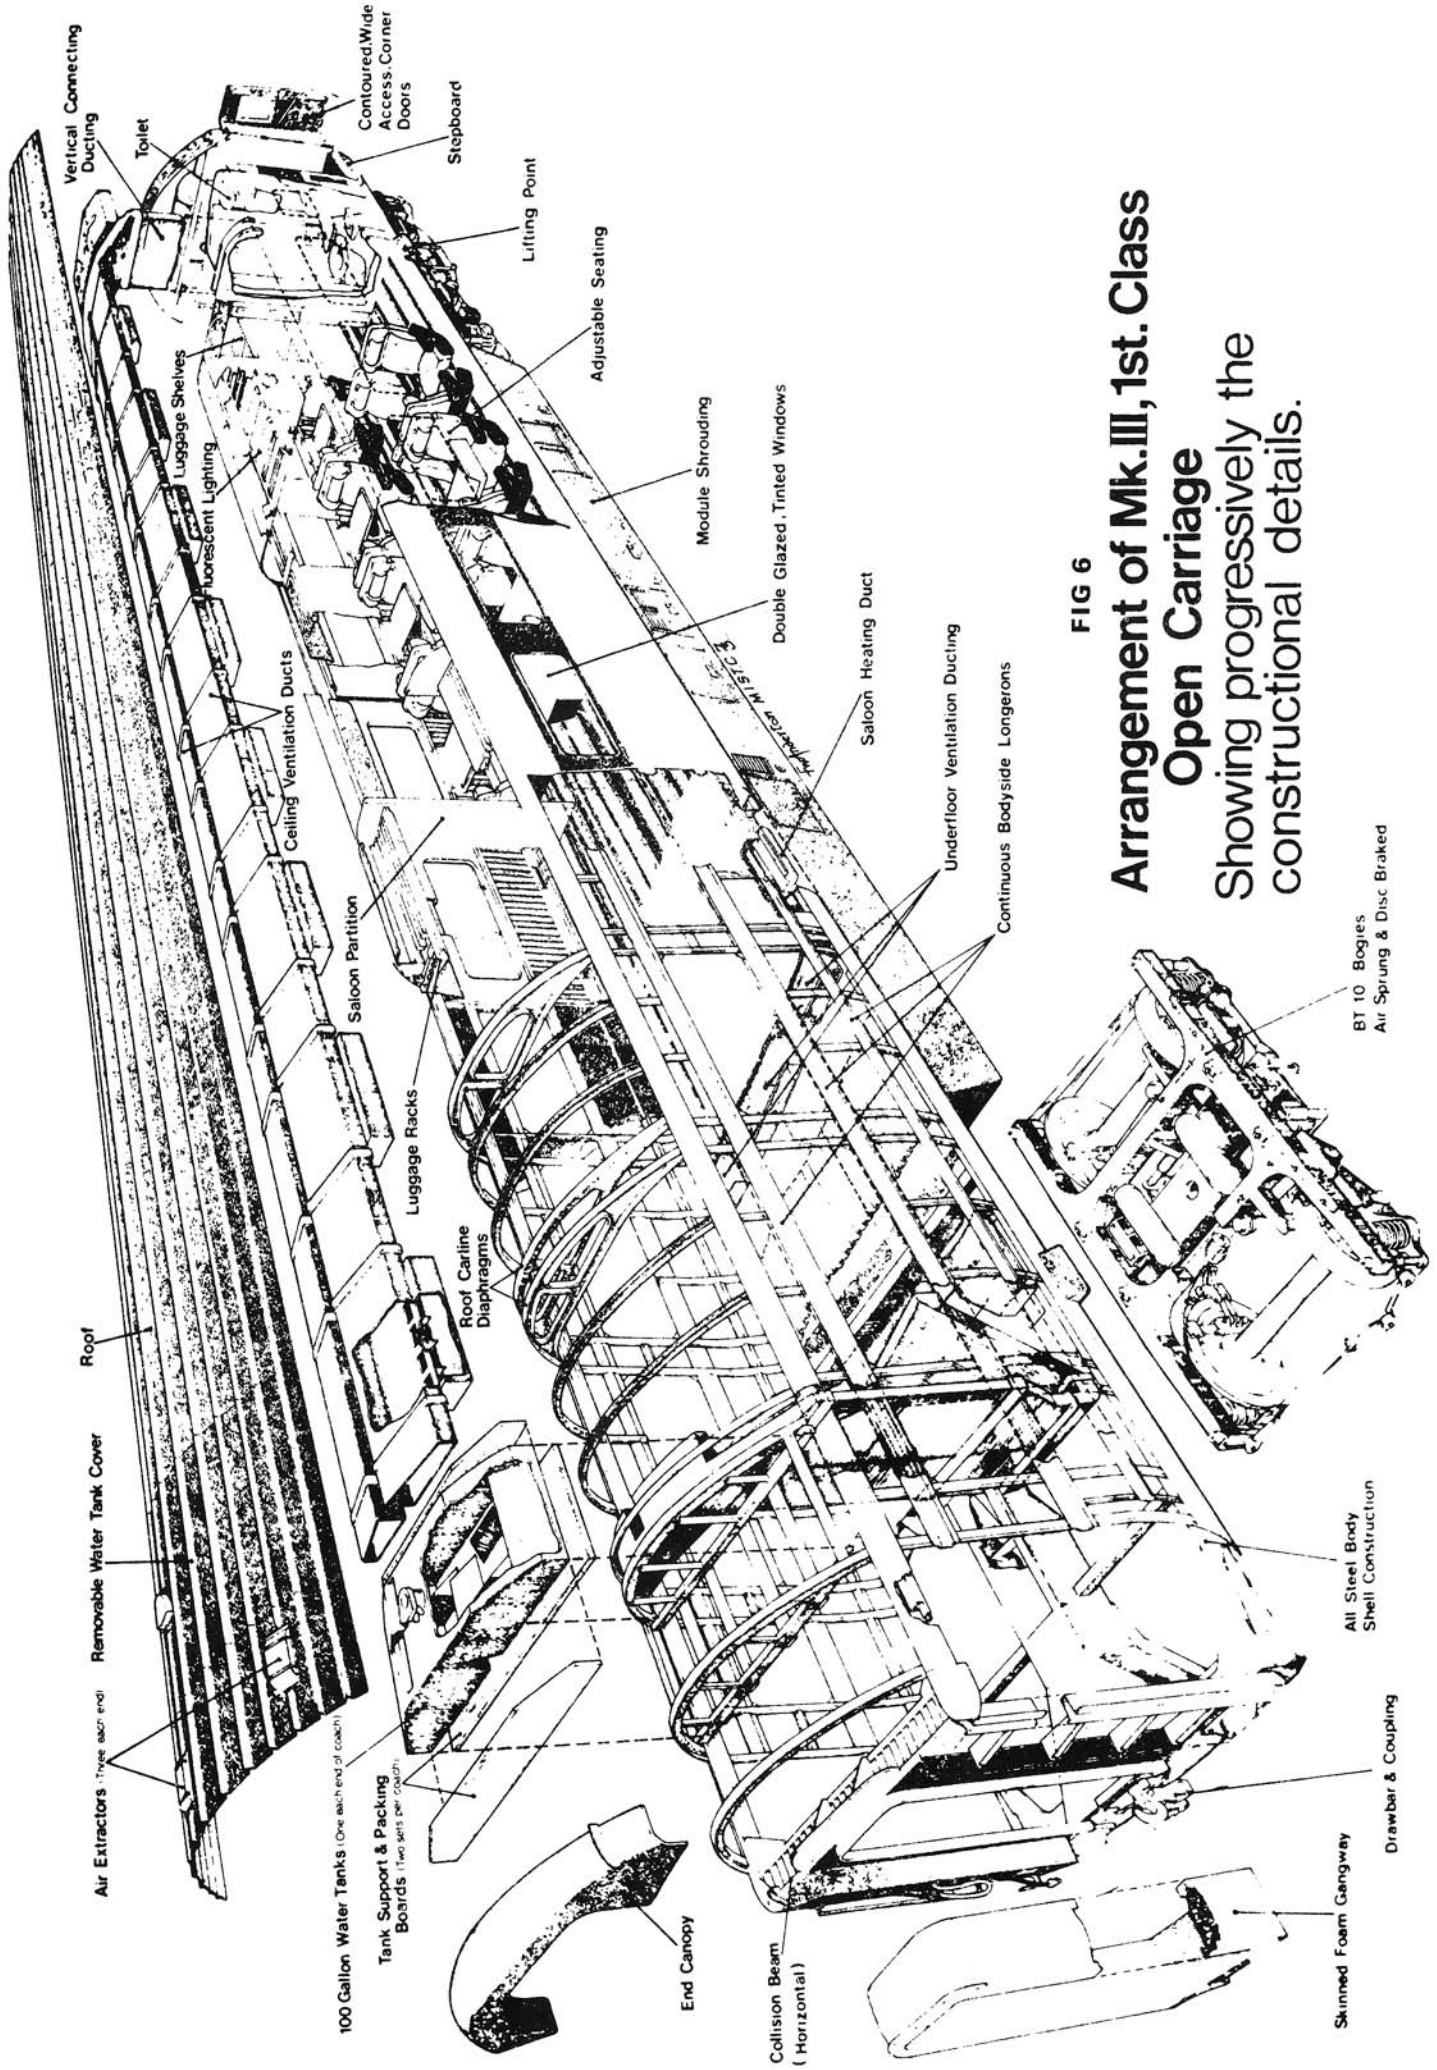 Air Extractors (Three each end)
Removable Water Tank Cover
Roof
Vertical Connecting
Ducting
Toilet
Contoured.Wide
Access.Corner
Doors
Stepboard
Lifting Point
Luggage Shelves
Fluorescent Lighting
Ceiling Ventilation Ducts
Adjustable Seating
Saloon Partition
Module Shrouding
Luggage Racks
Double Glazed.Tinted Windows
Roof Carline
Diaphragms
Saloon Heating Duct
100 Gallon Water Tanks (One each end of coach)
Tank Support & Packing
Boards (Two sets per coach)
Underfloor Ventilation Ducting
Continuous Bodyside Longerons
End Canopy
Collision Beam
(Horizontal)
FIG 6
Arrangement of Mk.III,1st.Class
Open Carriage
Showing progressively the
constructional details.
BT 10 Bogies
Air Sprung & Disc Braked
All Steel Body
Shell Construction
Drawbar & Coupling
Skinned Foam Gangway